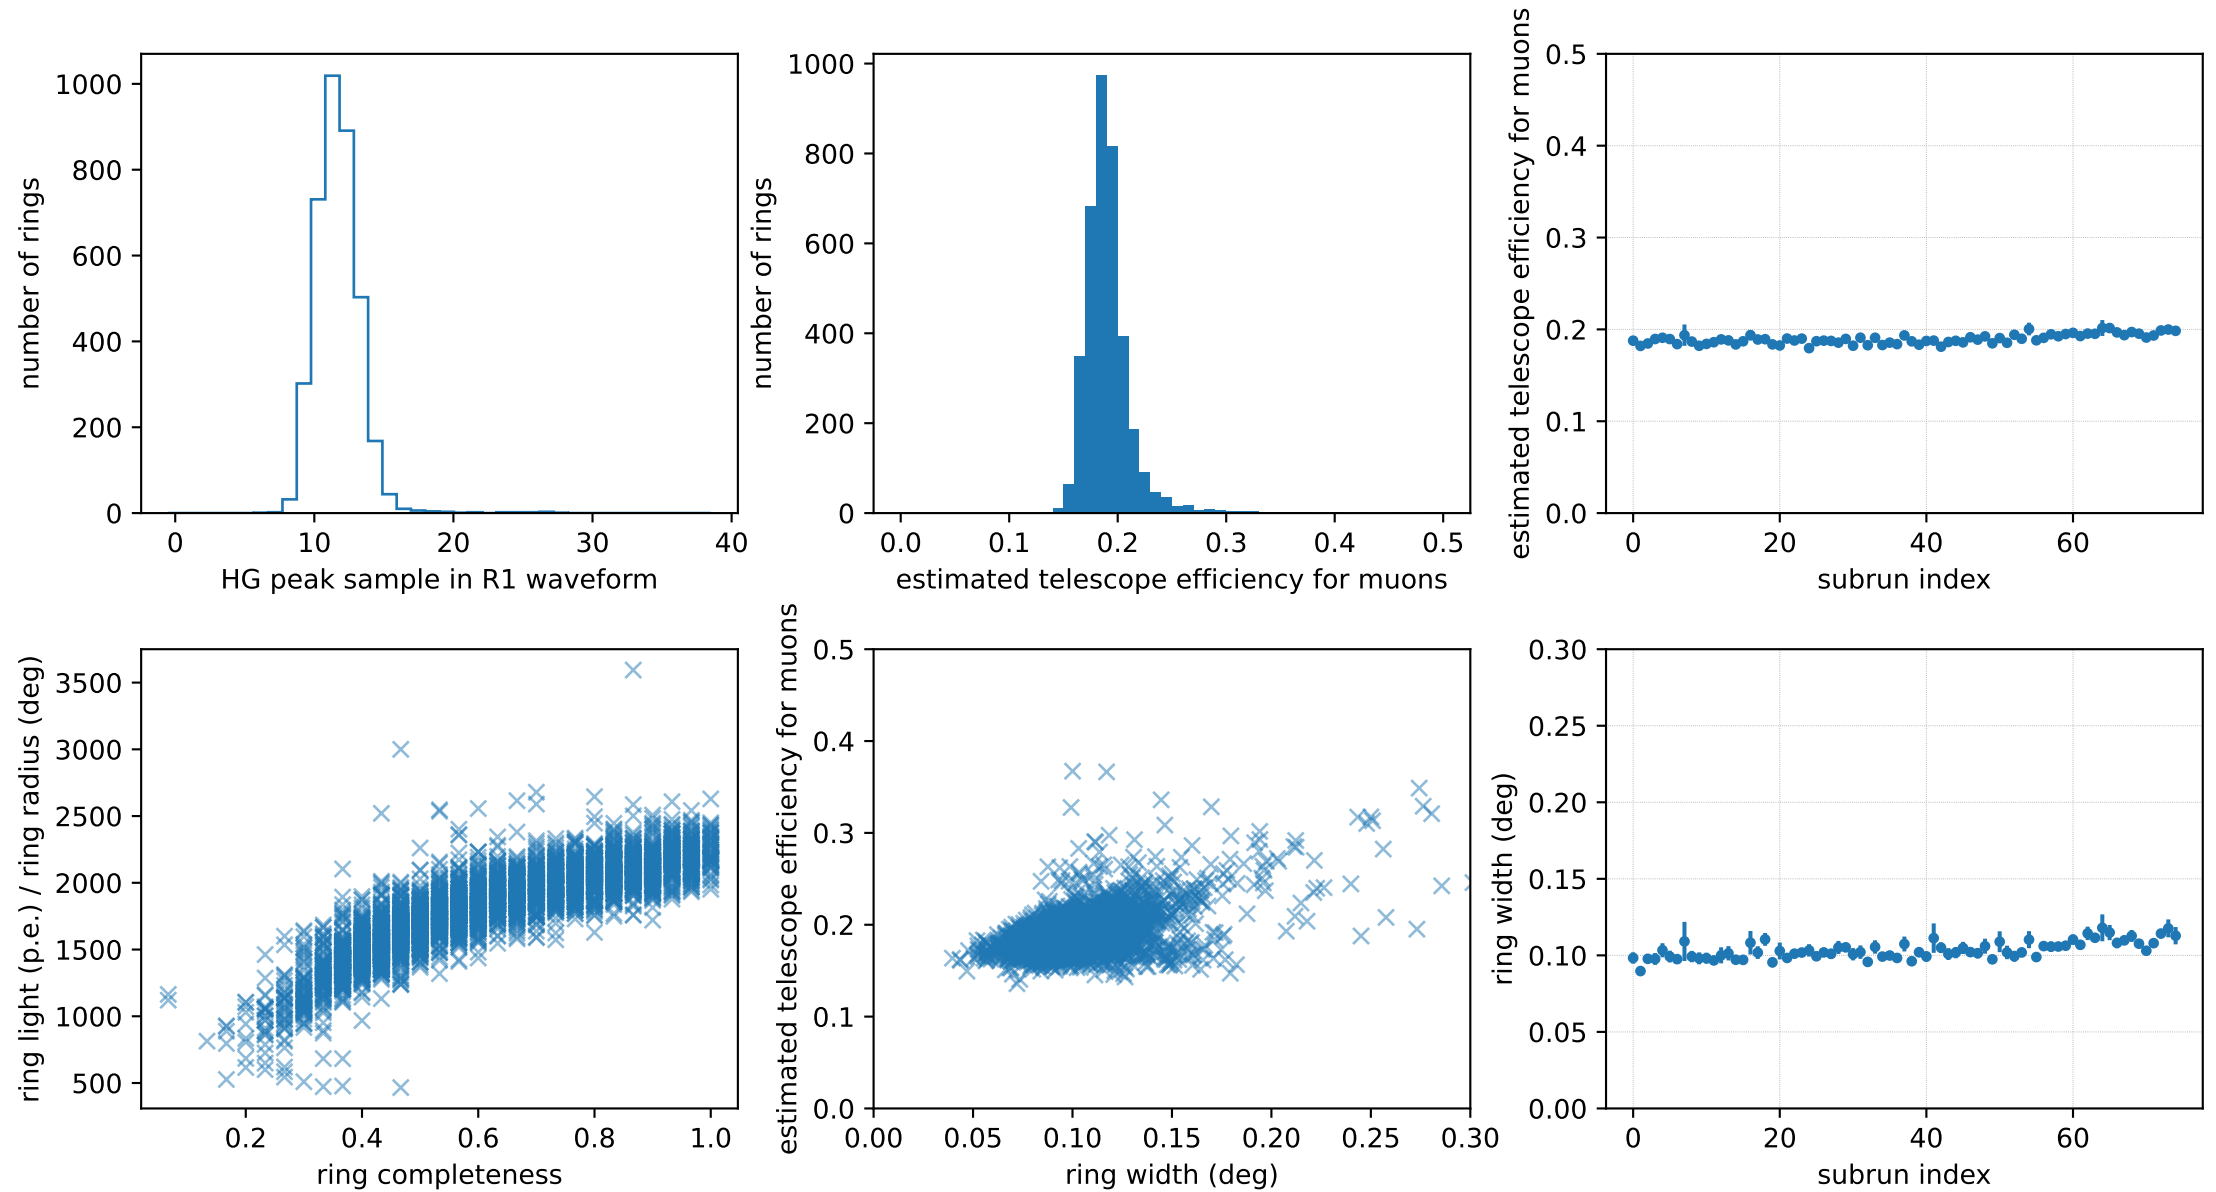 1000
800
600
400
200
0
number of rings
0 10 20 30 40
HG peak sample in R1 waveform
1000
800
600
400
200
0
number of rings
0.0 0.1 0.2 0.3 0.4 0.5
estimated telescope efficiency for muons
0.5
0.4
0.3
0.2
0.1
0.0
estimated telescope efficiency for muons
0 20 40 60
subrun index
3500
3000
2500
2000
1500
1000
500
ring light (p.e.) / ring radius (deg)
0.2 0.4 0.6 0.8 1.0
ring completeness
0.5
0.4
0.3
0.2
0.1
0.0
estimated telescope efficiency for muons
0.00 0.05 0.10 0.15 0.20 0.25 0.30
ring width (deg)
0.30
0.25
0.20
0.15
0.10
0.05
0.00
ring width (deg)
0 20 40 60
subrun index